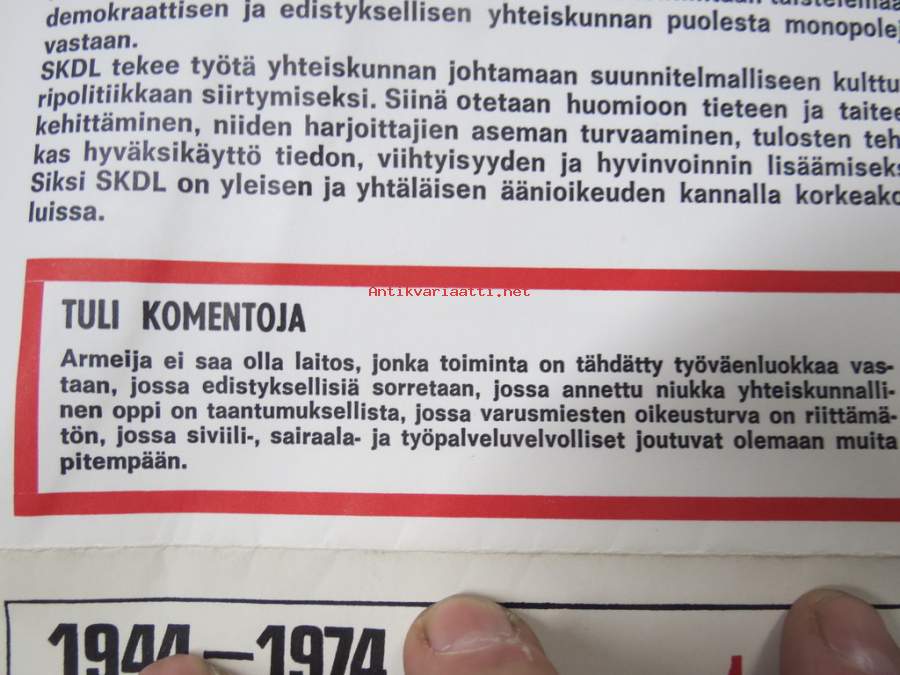 demokraattisen ja edistyksellisen yhteiskunnan puolesta monopolej
vastaan.
SKDL tekee työtä yhteiskunnan johtamaan suunnitelmalliseen kulttu
ripolitiikkaan siirtymiseksi. Siinä otetaan huomioon tieteen ja taitee
kehittäminen, niiden harjoittajien aseman turvaaminen, tulosten teh
kas hyväksikäyttö tiedon, viihtyisyyden ja hyvinvoinnin lisäämiseks
Siksi SKDL on yleisen ja yhtäläisen äänioikeuden kannalla korkeako
luissa.
Antikvariaatti.net
TULI KOMENTOJA
Armeija ei saa olla laitos, jonka toiminta on tähdätty työväenluokkaa vas-
taan, jossa edistyksellisiä sorretaan, jossa annettu niukka yhteiskunnalli-
nen oppi on taantumuksellista, jossa varusmiesten oikeusturva on riittämä-
tön, jossa siviili-, sairaala- ja työpalveluvelvolliset joutuvat olemaan muita
pitempään.
1944–1974